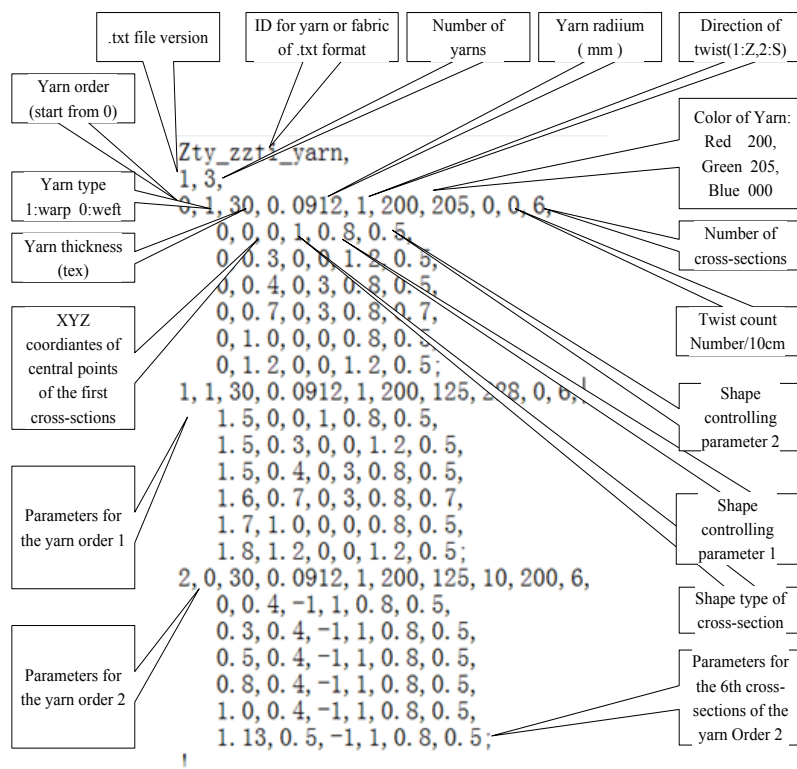 .txt file version
ID for yarn or fabric
of .txt format
Number of
yarns
Yarn radiium
( mm )
Direction of
twist(1:Z,2:S)
Yarn order
(start from 0)
Color of Yarn:
Red 200,
Green 205,
Blue 000
Yarn type
1:warp 0:weft
Yarn thickness
(tex)
XYZ
coordiantes of
central points
of the first
cross-sctions
Parameters for
the yarn order 1
Parameters for
the yarn order 2
Zty_zzti_yarn,
1, 3,
0, 1, 30, 0.0912, 1, 200, 205, 0, 0, 6,
0, 0, 0, 1, 0.8, 0.5,
0, 0.3, 0, 0, 1.2, 0.5,
0, 0.4, 0, 3, 0.8, 0.5,
0, 0.7, 0, 3, 0.8, 0.7,
0, 1.0, 0, 0, 0.8, 0.5,
0, 1.2, 0, 0, 1.2, 0.5;
1, 1, 30, 0.0912, 1, 200, 125, 228, 0, 6,
1.5, 0, 0, 1, 0.8, 0.5,
1.5, 0.3, 0, 0, 1.2, 0.5,
1.5, 0.4, 0, 3, 0.8, 0.5,
1.6, 0.7, 0, 3, 0.8, 0.7,
1.7, 1.0, 0, 0, 0.8, 0.5,
1.8, 1.2, 0, 0, 1.2, 0.5;
2, 0, 30, 0.0912, 1, 200, 125, 10, 200, 6,
0, 0.4, -1, 1, 0.8, 0.5,
0.3, 0.4, -1, 1, 0.8, 0.5,
0.5, 0.4, -1, 1, 0.8, 0.5,
0.8, 0.4, -1, 1, 0.8, 0.5,
1.0, 0.4, -1, 1, 0.8, 0.5,
1.13, 0.5, -1, 1, 0.8, 0.5;
!
Number of
cross-sections
Twist count
Number/10cm
Shape
controlling
parameter 2
Shape
controlling
parameter 1
Shape type of
cross-section
Parameters for
the 6th cross-
sections of the
yarn Order 2